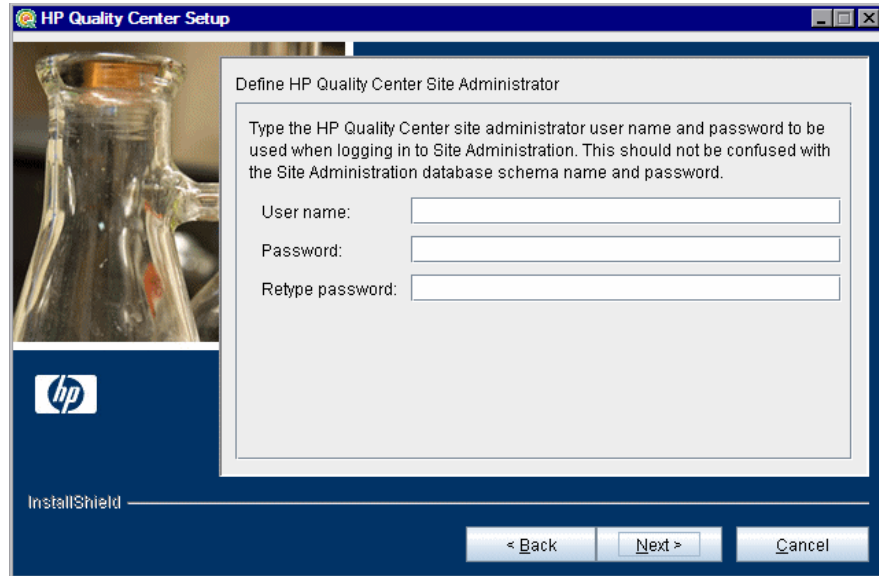 HP Quality Center Setup
Define HP Quality Center Site Administrator
Type the HP Quality Center site administrator user name and password to be
used when logging in to Site Administration. This should not be confused with
the Site Administration database schema name and password.
User name:
Password:
Retype password:
hp
InstallShield
< Back
Next >
Cancel